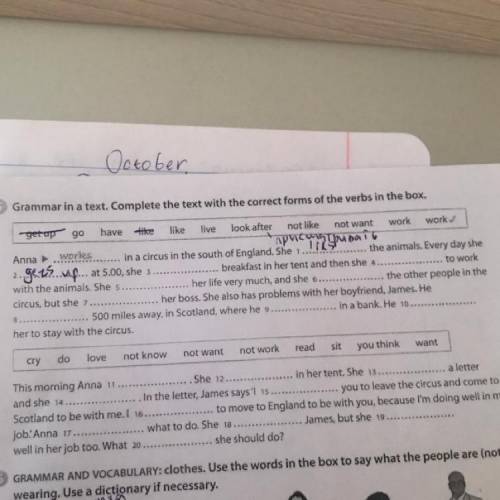 October
Grammar in a text. Complete the text with the correct forms of the verbs in the box.
get up go have like like live look after not like not want work work ✓
присматривать
Anna ▸ works in a circus in the south of England. She 1 the animals. Every day she
2 gets up at 5.00, she 3 breakfast in her tent and then she 4 to work
with the animals. She 5 her life very much, and she 6 the other people in the
circus, but she 7 her boss. She also has problems with her boyfriend, James. He
8 500 miles away, in Scotland, where he 9 in a bank. He 10
her to stay with the circus.
cry do love not know not want not work read sit you think want
This morning Anna 11 . She 12 in her tent. She 13 a letter
and she 14 . In the letter, James says 'I 15 you to leave the circus and come to
Scotland to be with me. I 16 to move to England to be with you, because I'm doing well in m
job.' Anna 17 what to do. She 18 James, but she 19
well in her job too. What 20 she should do?
GRAMMAR AND VOCABULARY: clothes. Use the words in the box to say what the people are (not
wearing. Use a dictionary if necessary.